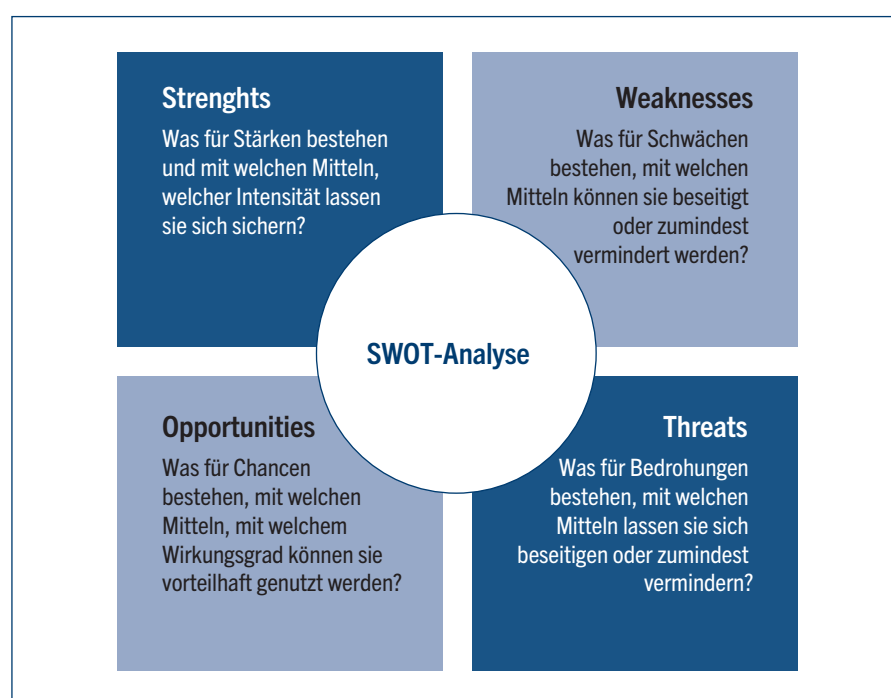 Strenghts
Was für Stärken bestehen
und mit welchen Mitteln,
welcher Intensität lassen
sie sich sichern?
Weaknesses
Was für Schwächen
bestehen, mit welchen
Mitteln können sie beseitigt
oder zumindest
vermindert werden?
SWOT-Analyse
Opportunities
Was für Chancen
bestehen, mit welchen
Mitteln, mit welchem
Wirkungsgrad können sie
vorteilhaft genutzt werden?
Threats
Was für Bedrohungen
bestehen, mit welchen
Mitteln lassen sie sich
beseitigen oder zumindest
vermindern?